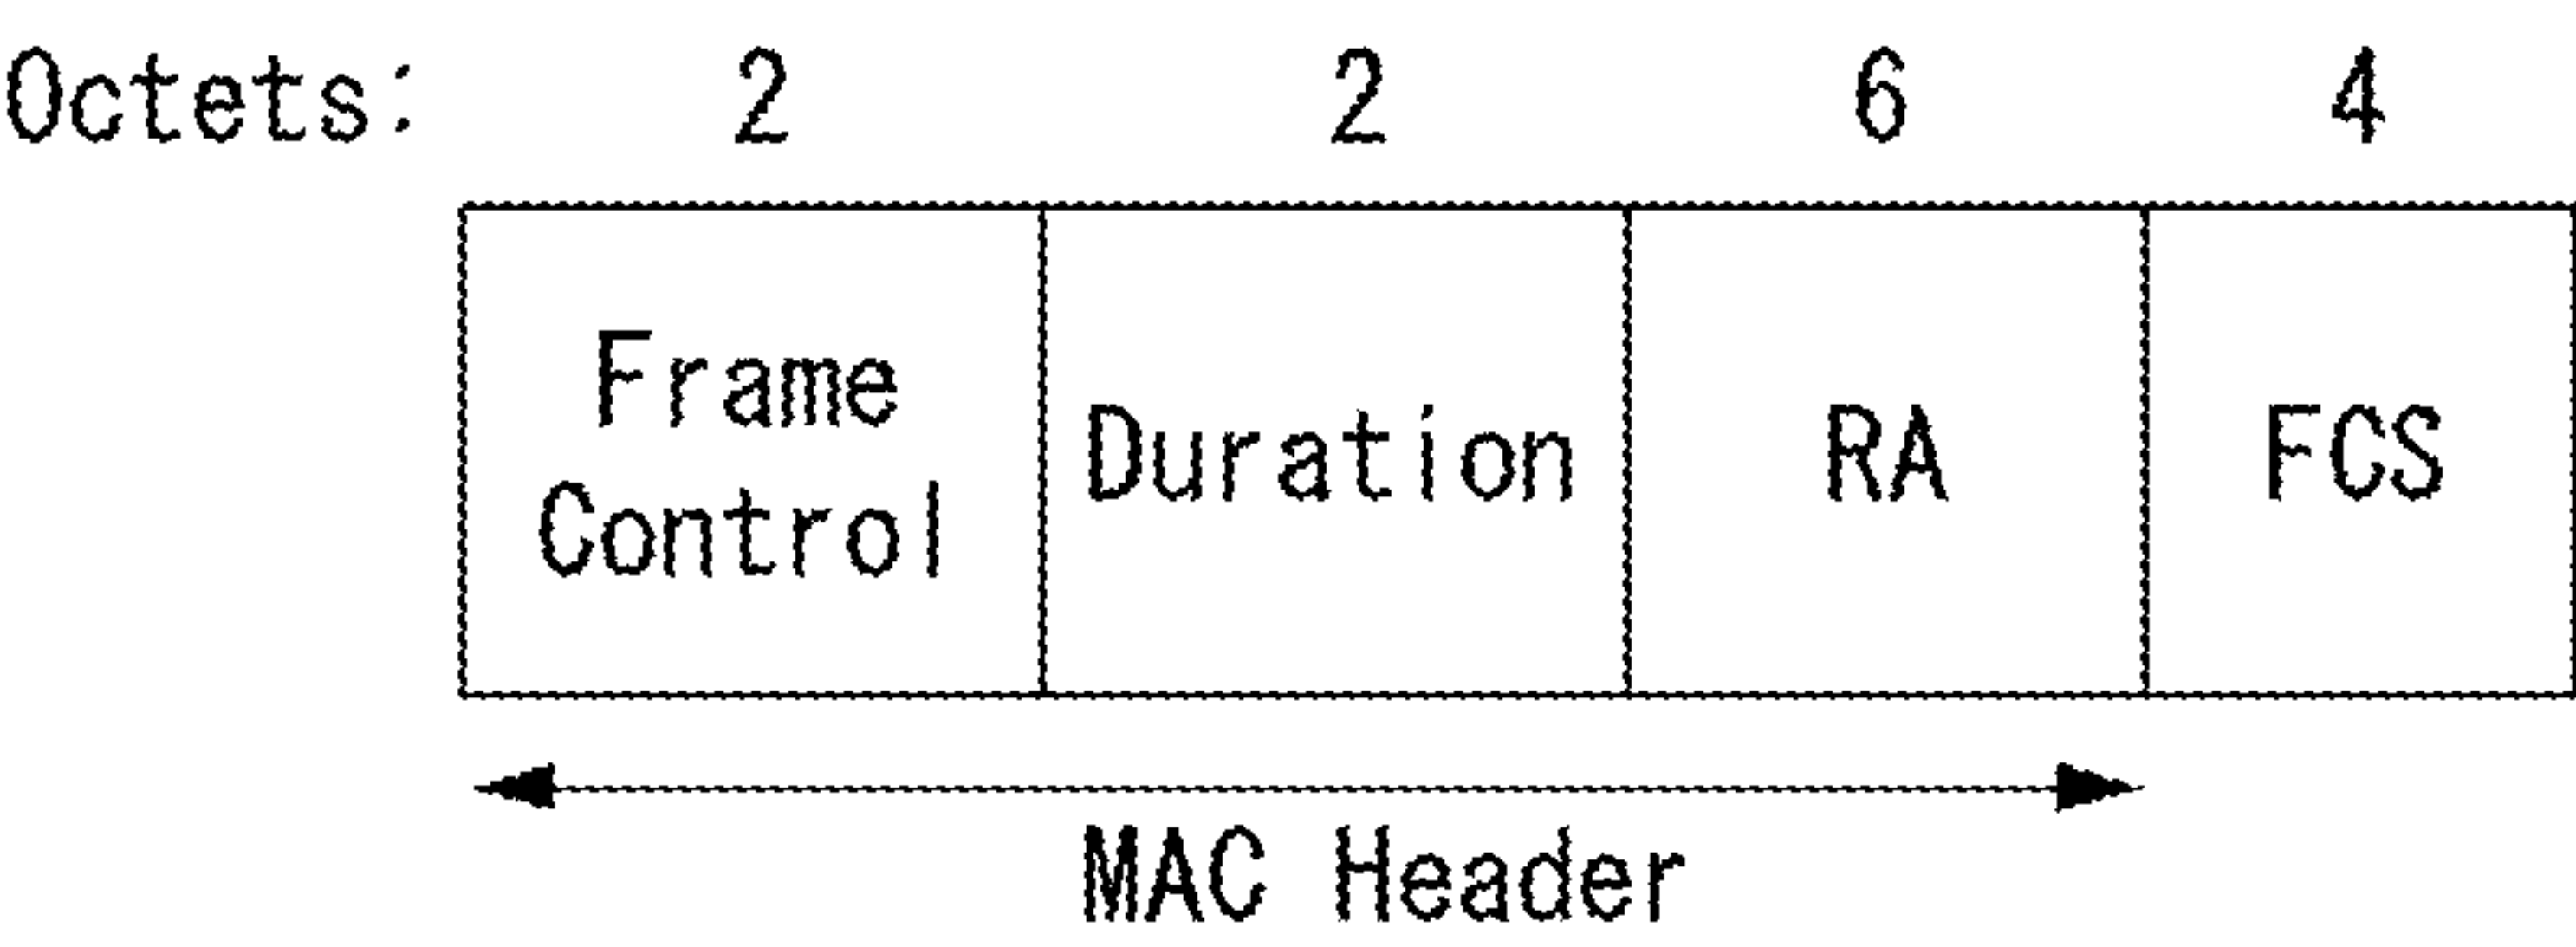 Octets: 2 2 6 4
Frame
Control
Duration
RA
FCS
MAC Header